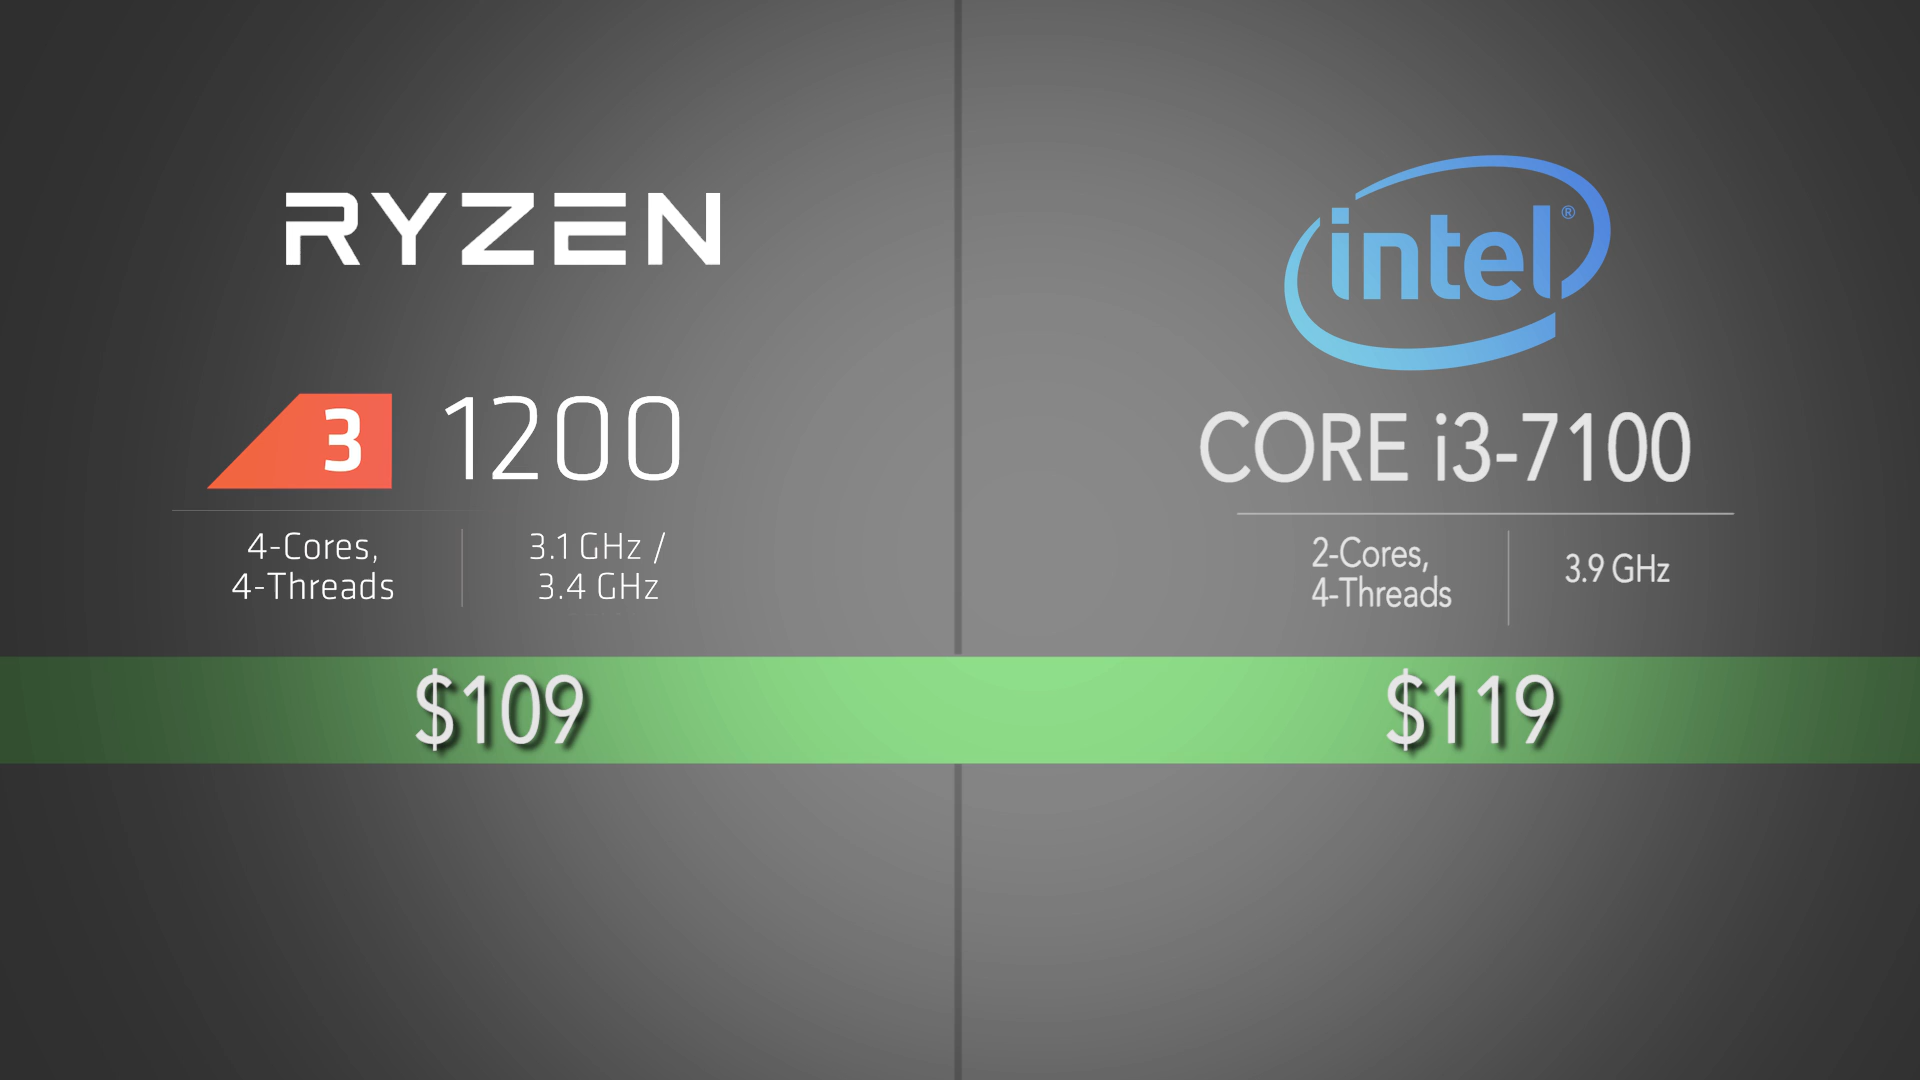 RYZEN
3 1200
4-Cores,
4-Threads
3.1 GHz /
3.4 GHz
$109
intel®
CORE i3-7100
2-Cores,
4-Threads
3.9 GHz
$119